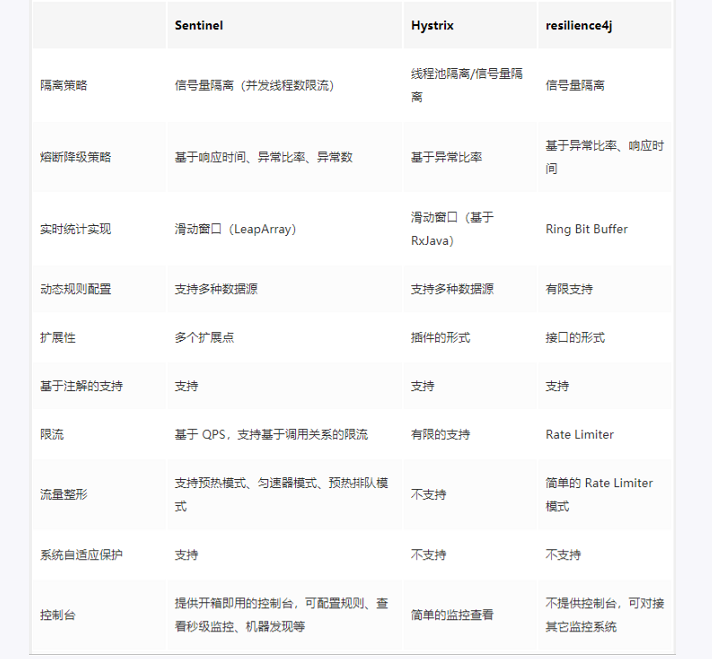 Sentinel Hystrix resilience4j
隔离策略 信号量隔离（并发线程数限流） 线程池隔离/信号量隔 信号量隔离
离
熔断降级策略 基于响应时间、异常比率、异常数 基于异常比率 基于异常比率、响应时
间
实时统计实现 滑动窗口（LeapArray） 滑动窗口（基于 Ring Bit Buffer
RxJava）
动态规则配置 支持多种数据源 支持多种数据源 有限支持
扩展性 多个扩展点 插件的形式 接口的形式
基于注解的支持 支持 支持 支持
限流 基于 QPS，支持基于调用关系的限流 有限的支持 Rate Limiter
流量整形 支持预热模式、匀速器模式、预热排队模 不支持 简单的 Rate Limiter
式 模式
系统自适应保护 支持 不支持 不支持
控制台 提供开箱即用的控制台，可配置规则、查 简单的监控查看 不提供控制台，可对接
看秒级监控、机器发现等 其它监控系统